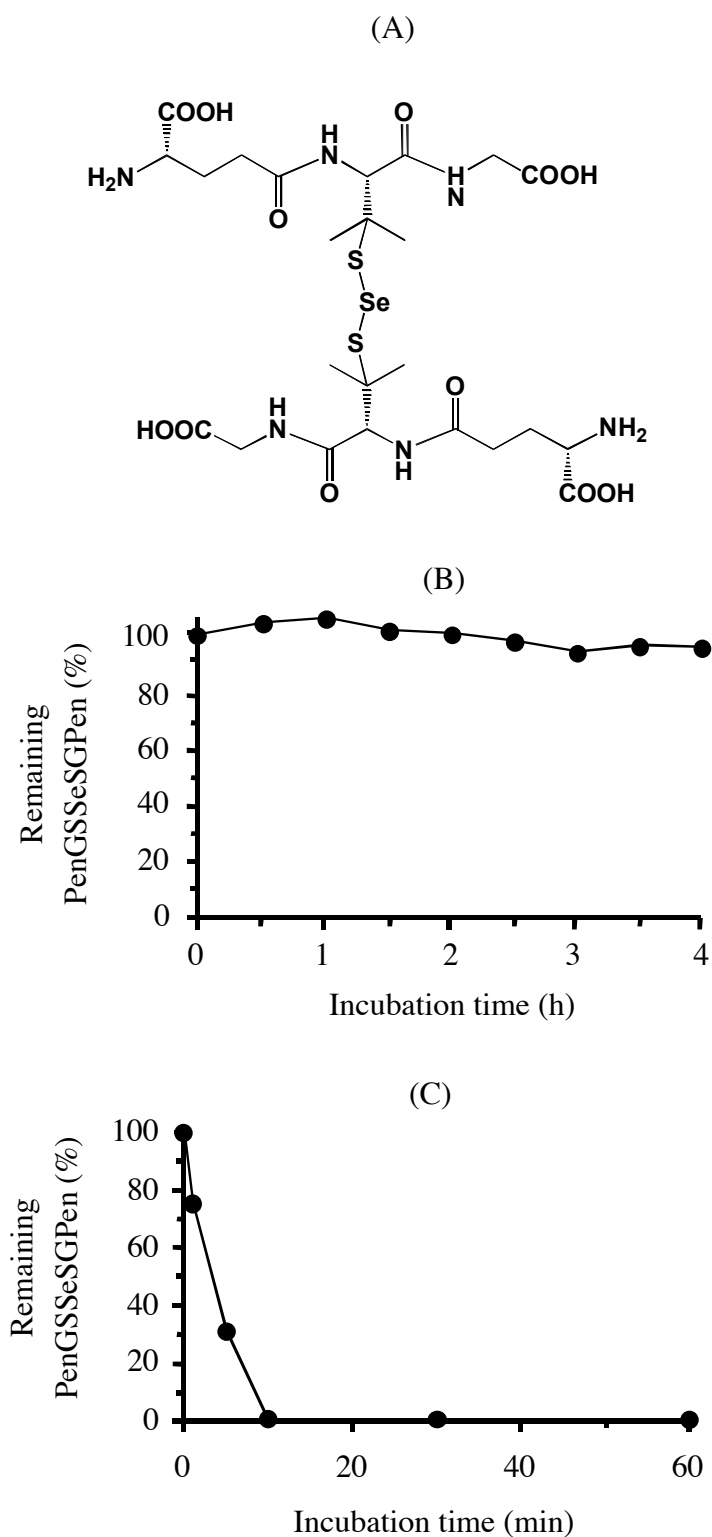 (A)
COOH
O
H
N
H₂N
H
N
COOH
O
S
Se
S
O
HOOC
H
N
NH₂
N
H
O
COOH
(B)
Remaining
PenGSSeSGPen (%)
100
80
60
40
20
0
0 1 2 3 4
Incubation time (h)
(C)
Remaining
PenGSSeSGPen (%)
100
80
60
40
20
0
0 20 40 60
Incubation time (min)